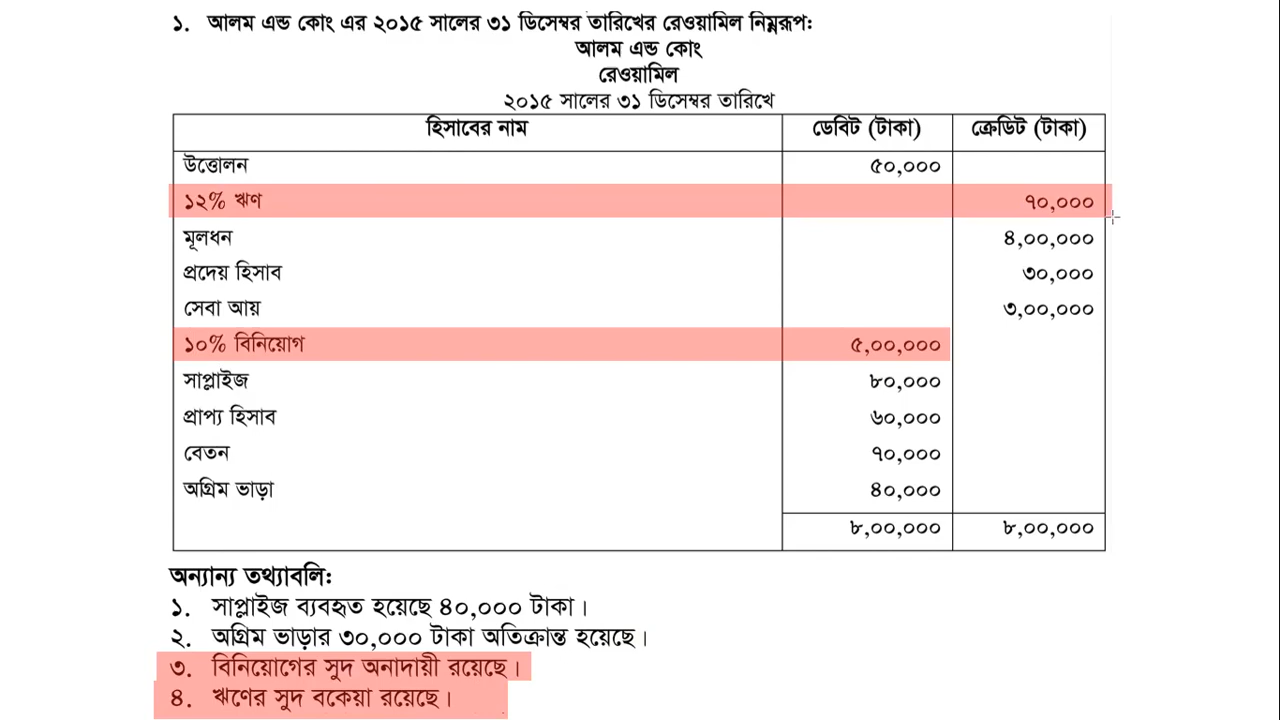 ১. আলম এন্ড কোং এর ২০১৫ সালের ৩১ ডিসেম্বর তারিখের রেওয়ামিল নিম্নরূপ:
আলম এন্ড কোং
রেওয়ামিল
২০১৫ সালের ৩১ ডিসেম্বর তারিখে
হিসাবের নাম ডেবিট (টাকা) ক্রেডিট (টাকা)
উত্তোলন ৫০,০০০
১২% ঋণ ৭০,০০০
মূলধন ৪,০০,০০০
প্রদেয় হিসাব ৩০,০০০
সেবা আয় ৩,০০,০০০
১০% বিনিয়োগ ৫,০০,০০০
সাপ্লাইজ ৮০,০০০
প্রাপ্য হিসাব ৬০,০০০
বেতন ৭০,০০০
অগ্রিম ভাড়া ৪০,০০০
৮,০০,০০০ ৮,০০,০০০
অন্যান্য তথ্যাবলি:
১. সাপ্লাইজ ব্যবহৃত হয়েছে ৪০,০০০ টাকা।
২. অগ্রিম ভাড়ার ৩০,০০০ টাকা অতিক্রান্ত হয়েছে।
৩. বিনিয়োগের সুদ অনাদায়ী রয়েছে।
৪. ঋণের সুদ বকেয়া রয়েছে।